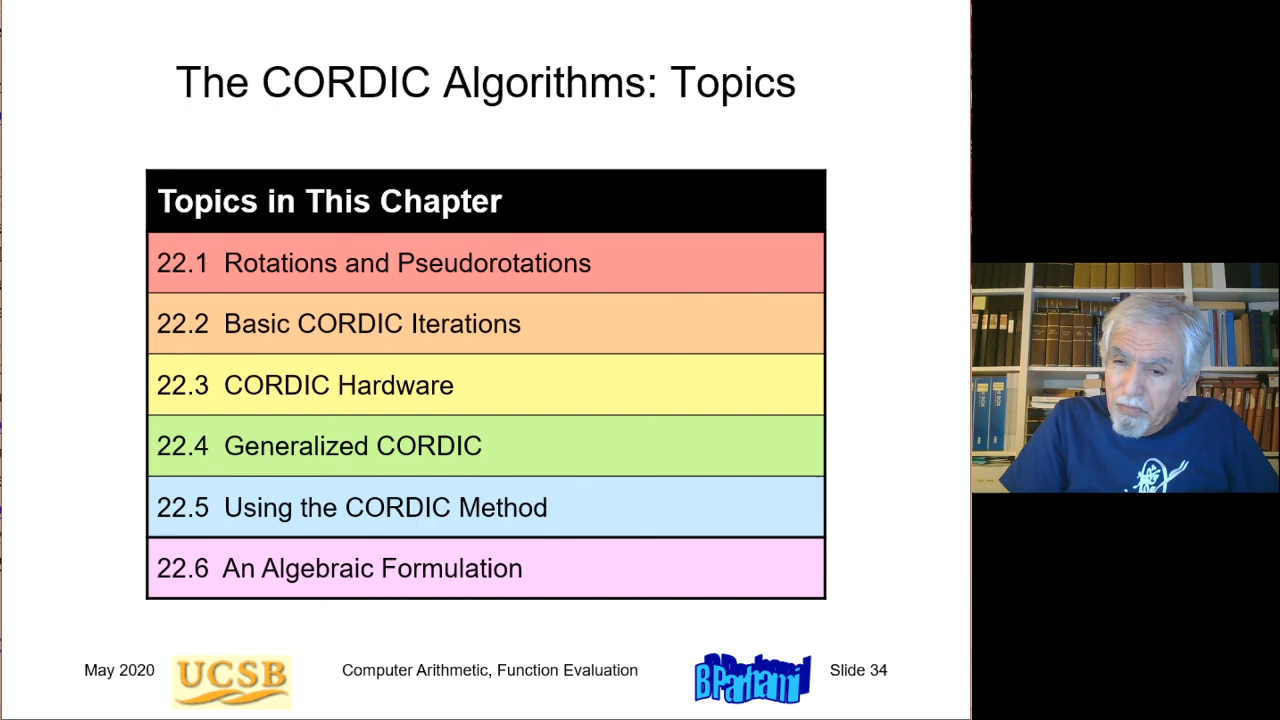 The CORDIC Algorithms: Topics
Topics in This Chapter
22.1 Rotations and Pseudorotations
22.2 Basic CORDIC Iterations
22.3 CORDIC Hardware
22.4 Generalized CORDIC
22.5 Using the CORDIC Method
22.6 An Algebraic Formulation
May 2020
UCSB
Computer Arithmetic, Function Evaluation
B Parhami
Slide 34